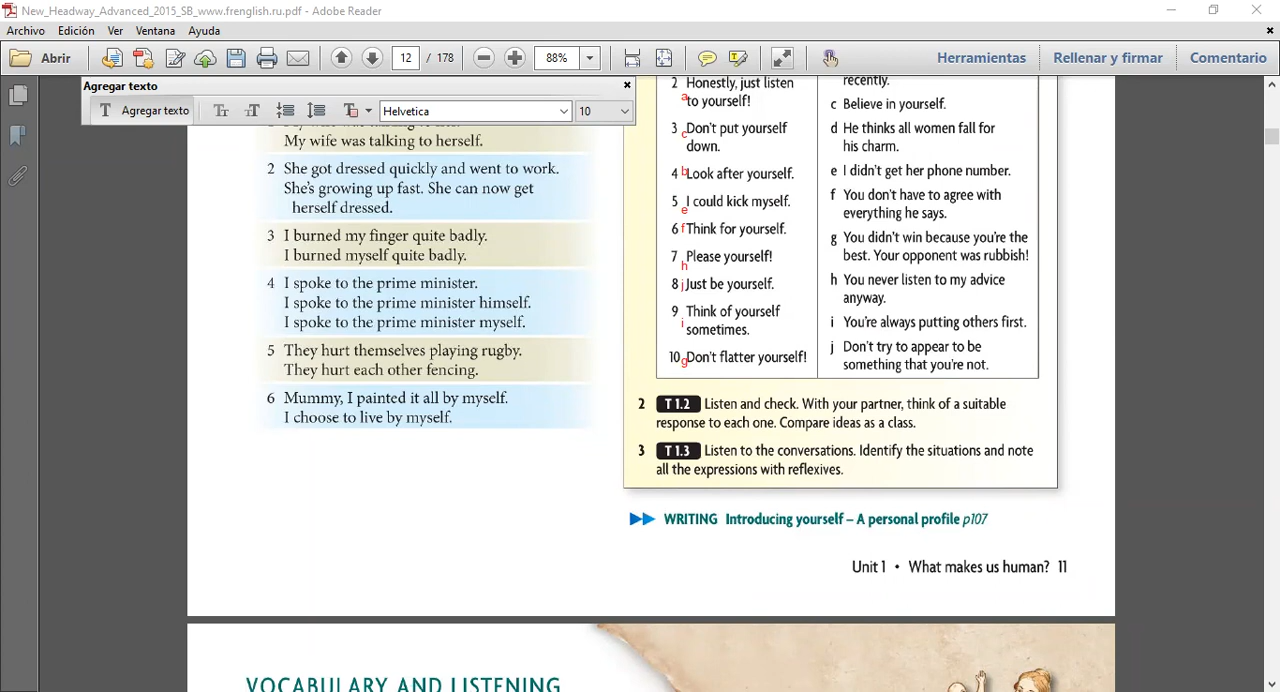 New_Headway_Advanced_2015_SB_www.frenglish.ru.pdf - Adobe Reader
Archivo Edición Ver Ventana Ayuda
Abrir 12 / 178 88% Herramientas Rellenar y firmar Comentario
Agregar texto
Agregar texto Helvetica 10
My wife was talking to herself.
2 She got dressed quickly and went to work.
She's growing up fast. She can now get
herself dressed.
3 I burned my finger quite badly.
I burned myself quite badly.
4 I spoke to the prime minister.
I spoke to the prime minister himself.
I spoke to the prime minister myself.
5 They hurt themselves playing rugby.
They hurt each other fencing.
6 Mummy, I painted it all by myself.
I choose to live by myself.
2 Honestly, just listen
a to yourself!
3 Don't put yourself
c down.
4 b Look after yourself.
5 I could kick myself.
e
6 f Think for yourself.
7 Please yourself!
h
8 j Just be yourself.
9 Think of yourself
i sometimes.
10 g Don't flatter yourself!
recently.
c Believe in yourself.
d He thinks all women fall for
his charm.
e I didn't get her phone number.
f You don't have to agree with
everything he says.
g You didn't win because you're the
best. Your opponent was rubbish!
h You never listen to my advice
anyway.
i You're always putting others first.
j Don't try to appear to be
something that you're not.
2 T 1.2 Listen and check. With your partner, think of a suitable
response to each one. Compare ideas as a class.
3 T 1.3 Listen to the conversations. Identify the situations and note
all the expressions with reflexives.
WRITING Introducing yourself – A personal profile p107
Unit 1 • What makes us human? 11
VOCABULARY AND LISTENING